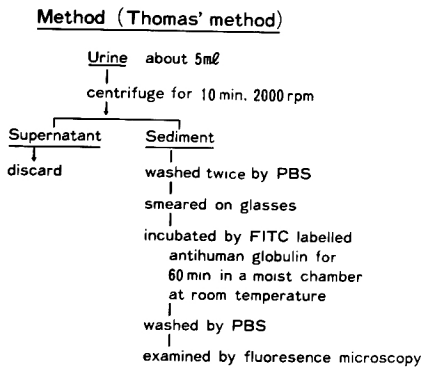 Method (Thomas' method)
Urine about 5mℓ
centrifuge for 10 min. 2000 rpm
Supernatant Sediment
discard
washed twice by PBS
smeared on glasses
incubated by FITC labelled
antihuman globulin for
60 min in a moist chamber
at room temperature
washed by PBS
examined by fluoresence microscopy